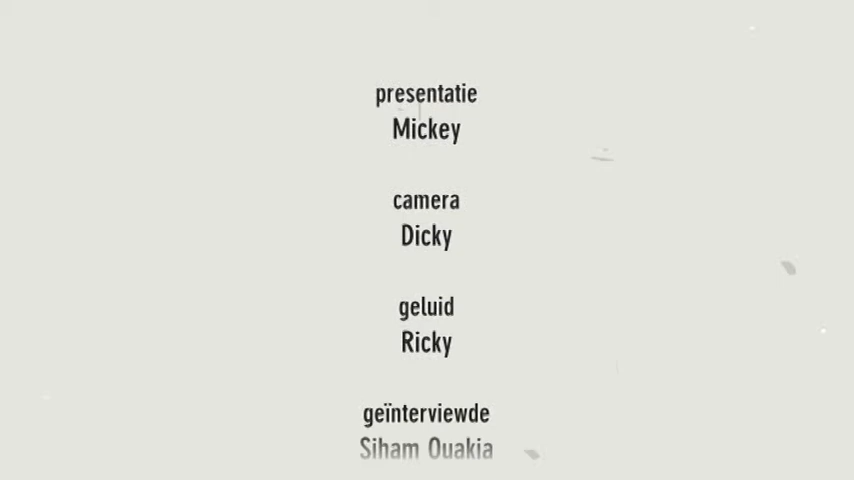 presentatie
Mickey
camera
Dicky
geluid
Ricky
geïnterviewde
Siham Ouakia